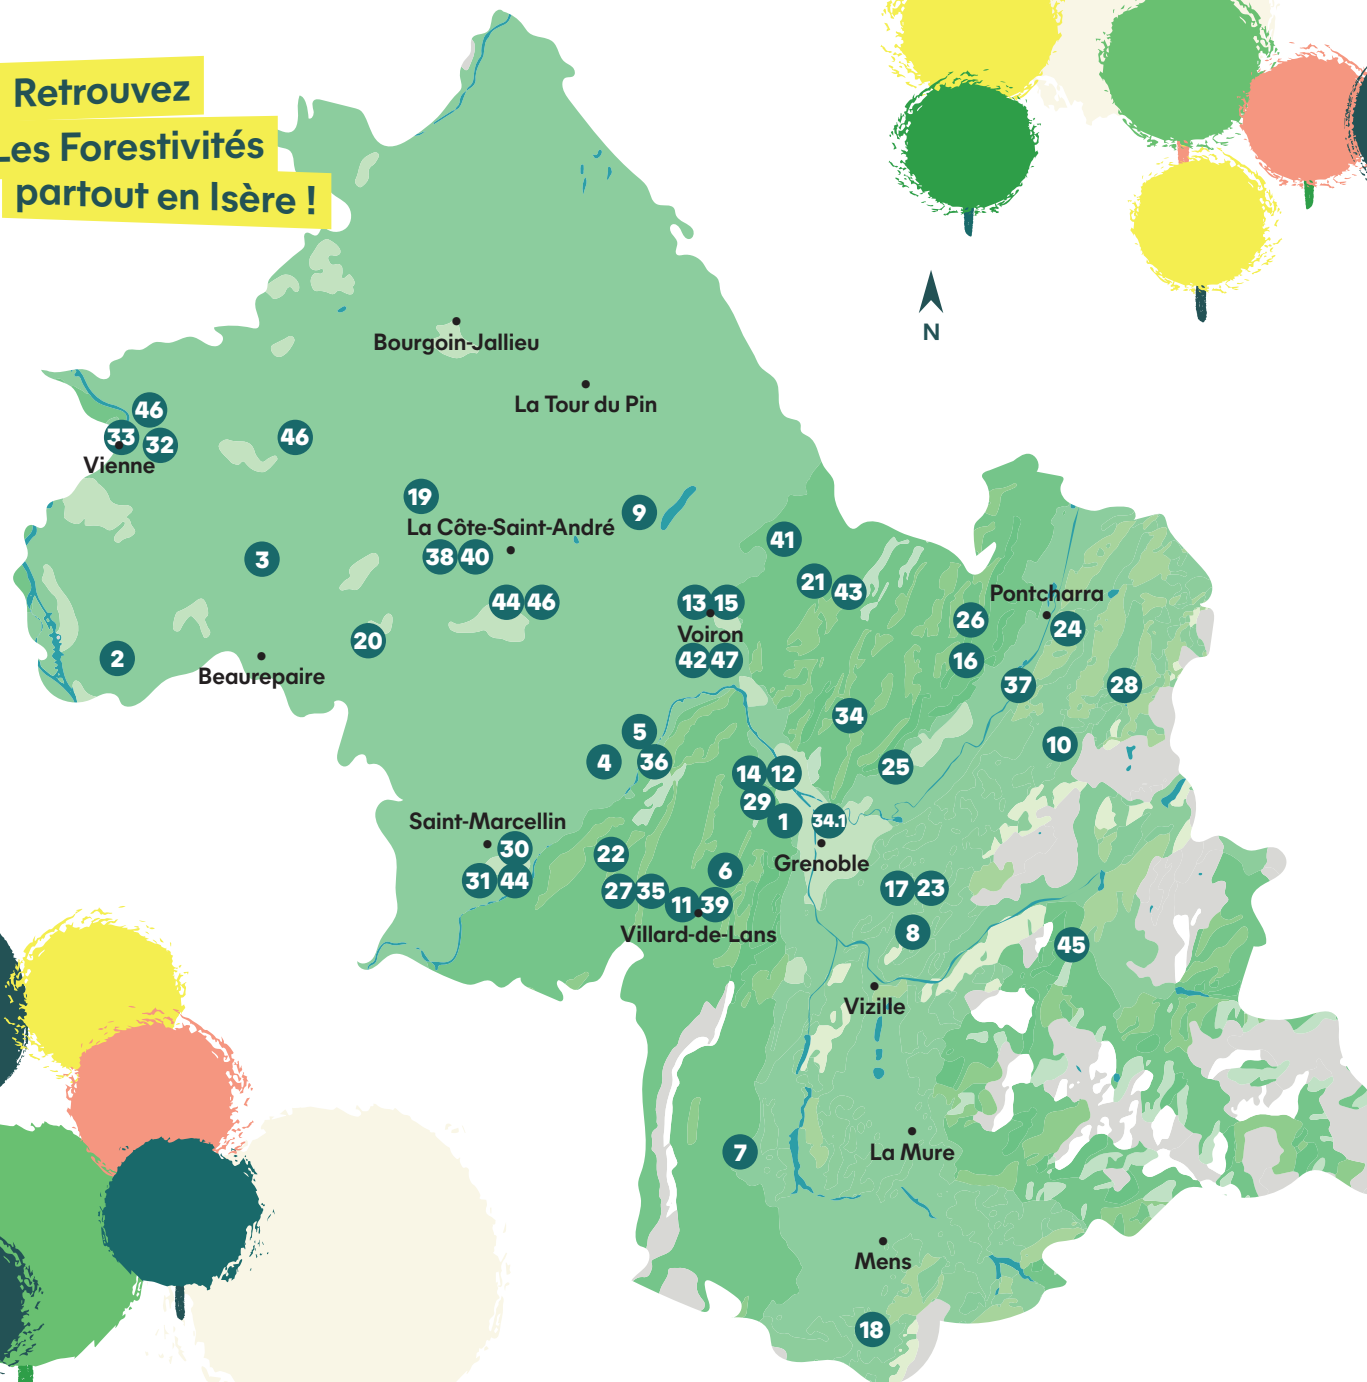 Retrouvez
Les Forestivités
partout en Isère !
N
Bourgoin-Jallieu
La Tour du Pin
46
33
32
46
Vienne
19
9
La Côte-Saint-André
38 40
3
41
44 46
21
43
13 15
Voiron
42 47
Pontcharra
26
24
16
37
28
20
2
Beaurepaire
34
5
4
36
10
25
14 12
29
1
34.1
Grenoble
Saint-Marcellin
30
31 44
22
6
27 35
11 39
Villard-de-Lans
17 23
8
45
Vizille
La Mure
7
Mens
18